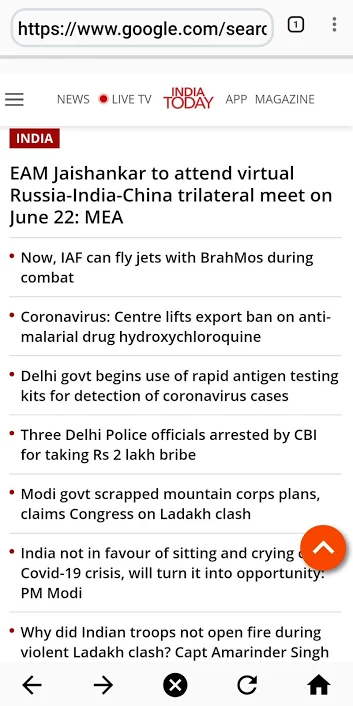 https://www.google.com/searc
1
NEWS LIVE TV INDIA TODAY APP MAGAZINE
INDIA
EAM Jaishankar to attend virtual
Russia-India-China trilateral meet on
June 22: MEA
Now, IAF can fly jets with BrahMos during
combat
Coronavirus: Centre lifts export ban on anti-
malarial drug hydroxychloroquine
Delhi govt begins use of rapid antigen testing
kits for detection of coronavirus cases
Three Delhi Police officials arrested by CBI
for taking Rs 2 lakh bribe
Modi govt scrapped mountain corps plans,
claims Congress on Ladakh clash
India not in favour of sitting and crying
Covid-19 crisis, will turn it into opportunity:
PM Modi
Why did Indian troops not open fire during
violent Ladakh clash? Capt Amarinder Singh